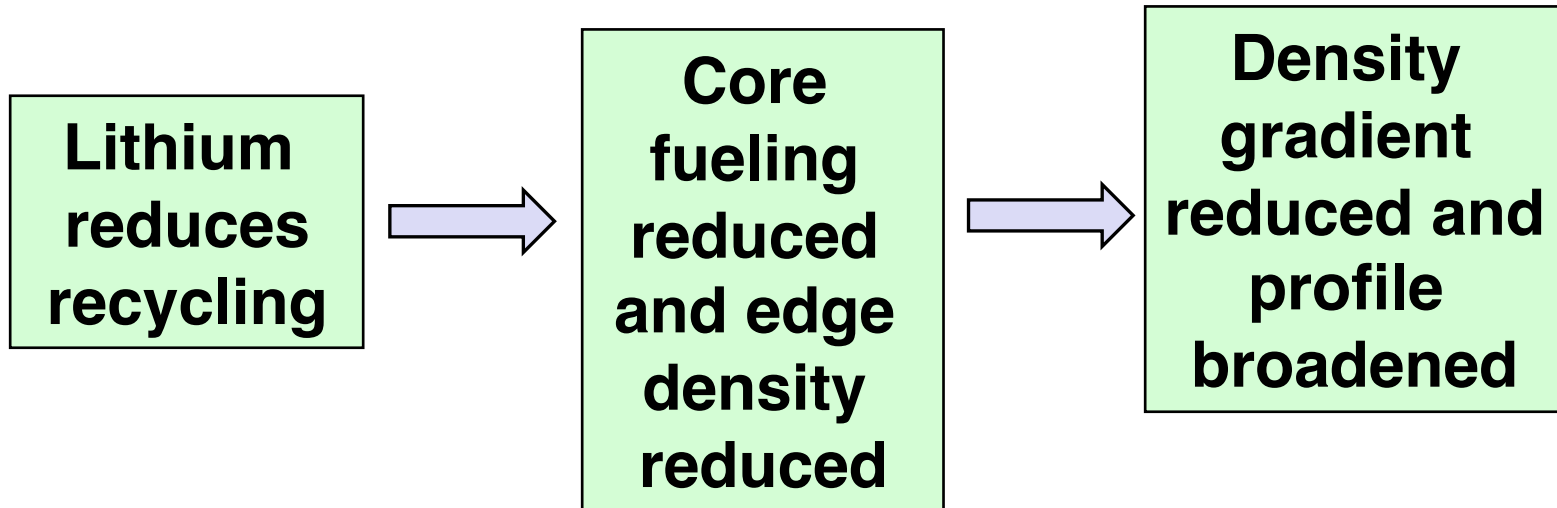 Lithium
reduces
recycling
Core
fueling
reduced
and edge
density
reduced
Density
gradient
reduced and
profile
broadened